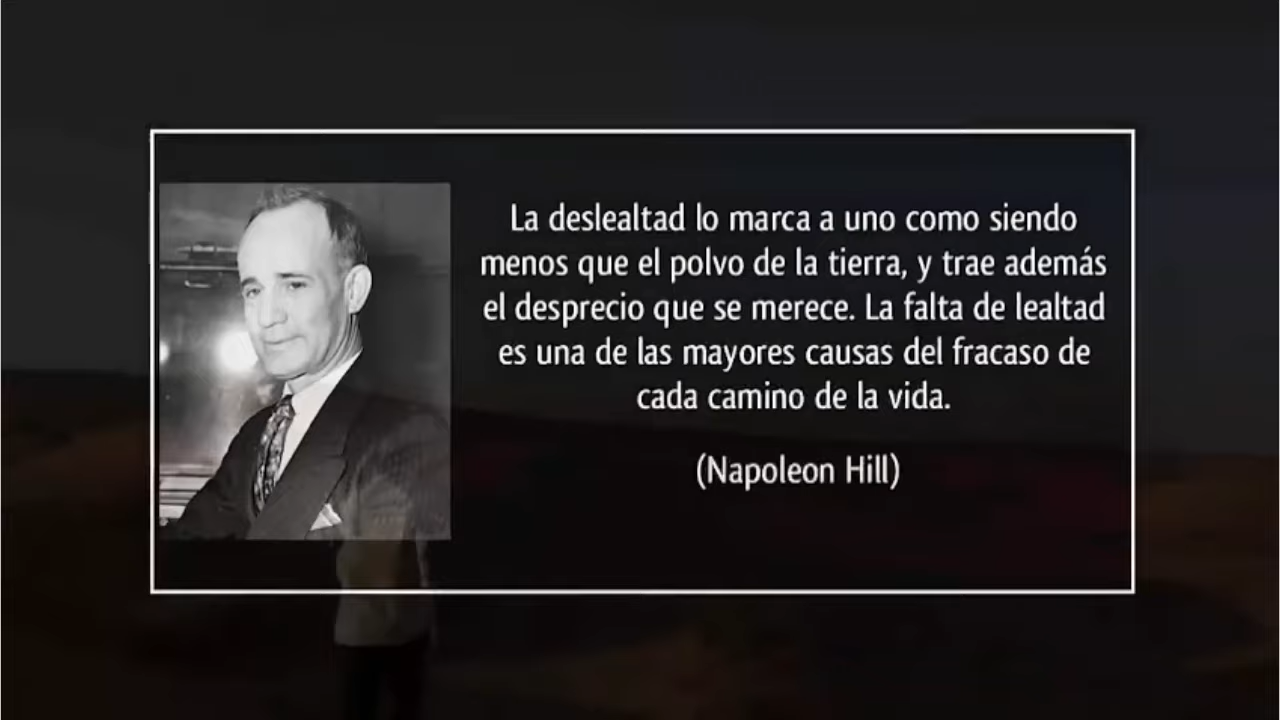 La deslealtad lo marca a uno como siendo
menos que el polvo de la tierra, y trae además
el desprecio que se merece. La falta de lealtad
es una de las mayores causas del fracaso de
cada camino de la vida.
(Napoleon Hill)